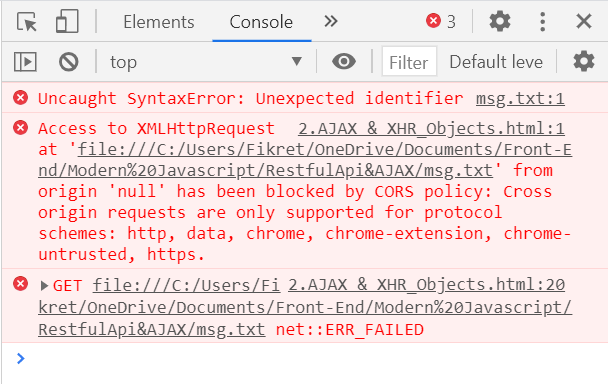 Elements Console » 3
top Filter Default leve
Uncaught SyntaxError: Unexpected identifier msg.txt:1
Access to XMLHttpRequest 2.AJAX & XHR_Objects.html:1
at 'file:///C:/Users/Fikret/OneDrive/Documents/Front-E
nd/Modern%20Javascript/RestfulApi&AJAX/msg.txt' from
origin 'null' has been blocked by CORS policy: Cross
origin requests are only supported for protocol
schemes: http, data, chrome, chrome-extension, chrome-
untrusted, https.
GET file:///C:/Users/Fi 2.AJAX & XHR_Objects.html:20
kret/OneDrive/Documents/Front-End/Modern%20Javascript/
RestfulApi&AJAX/msg.txt net::ERR_FAILED